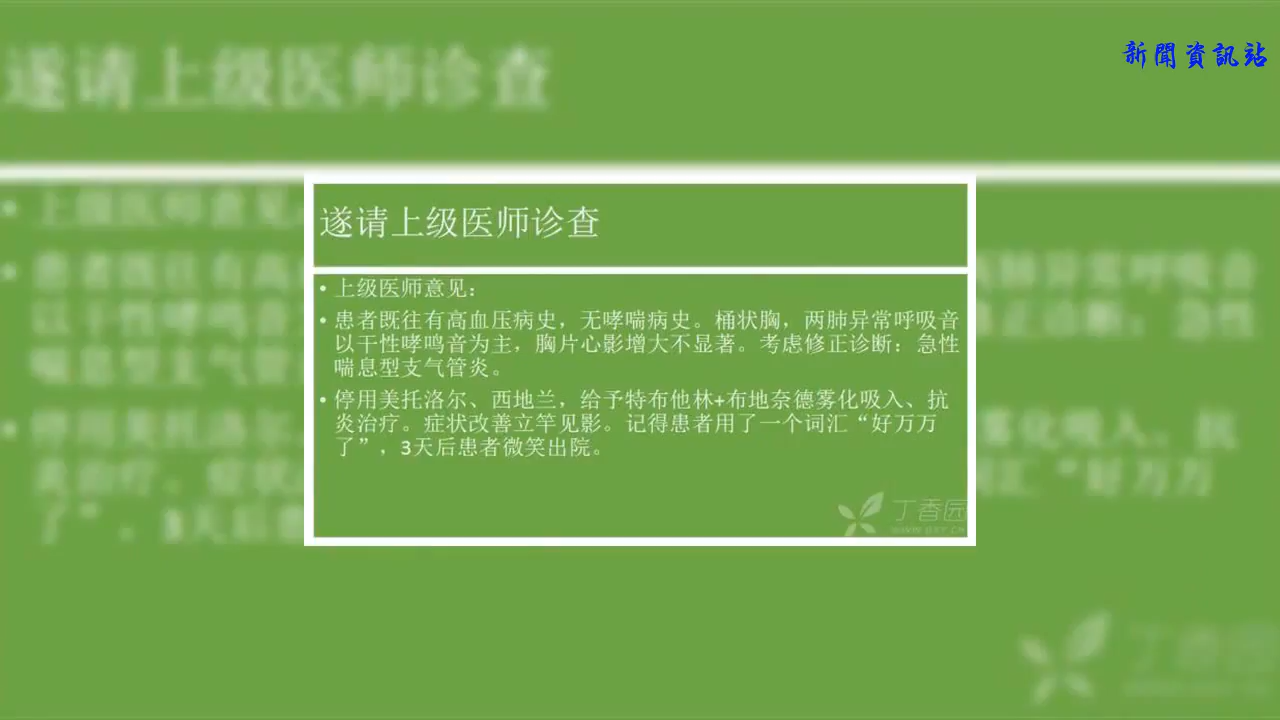 新聞資訊站
遂请上级医师诊查
• 上级医师意见：
• 患者既往有高血压病史，无哮喘病史。桶状胸，两肺异常呼吸音
以干性哮鸣音为主，胸片心影增大不显著。考虑修正诊断：急性
喘息型支气管炎。
• 停用美托洛尔、西地兰，给予特布他林+布地奈德雾化吸入、抗
炎治疗。症状改善立竿见影。记得患者用了一个词汇“好万万
了”，3天后患者微笑出院。
丁香园